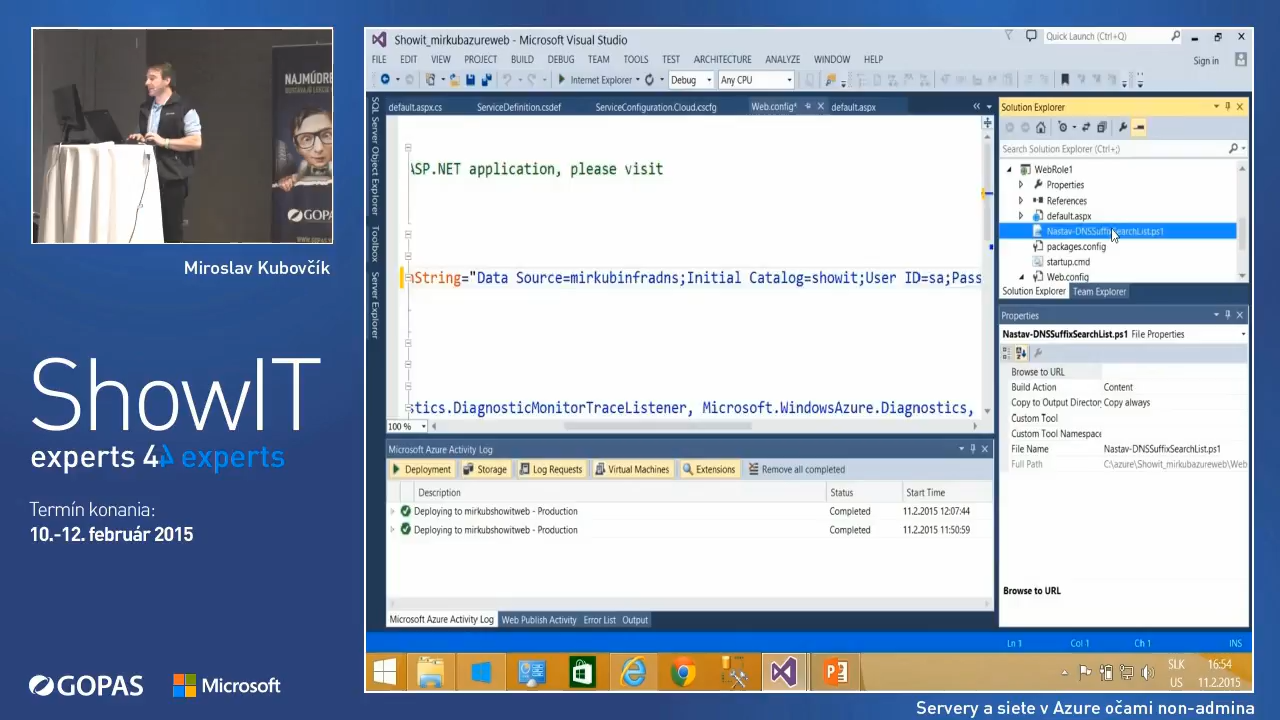 NAJMÚDRE
GOPAS
Miroslav Kubovčík
ShowIT
experts 4 experts
Termín konania:
10.-12. február 2015
GOPAS
Microsoft
Showit_mirkubazureweb - Microsoft Visual Studio
Quick Launch (Ctrl+Q)
FILE EDIT VIEW PROJECT BUILD DEBUG TEAM TOOLS TEST ARCHITECTURE ANALYZE WINDOW HELP
Sign in
Internet Explorer Debug Any CPU
SQL Server Object Explorer
Toolbox
Server Explorer
default.aspx.cs ServiceDefinition.csdef ServiceConfiguration.Cloud.cscfg Web.config* default.aspx
ASP.NET application, please visit
nString="Data Source=mirkubinfradns;Initial Catalog=showit;User ID=sa;Pass
stics.DiagnosticMonitorTraceListener, Microsoft.WindowsAzure.Diagnostics,
100 %
Microsoft Azure Activity Log
Deployment Storage Log Requests Virtual Machines Extensions Remove all completed
Description Status Start Time
Deploying to mirkubshowitweb - Production Completed 11.2.2015 12:07:44
Deploying to mirkubshowitweb - Production Completed 11.2.2015 11:50:59
Microsoft Azure Activity Log Web Publish Activity Error List Output
Solution Explorer
Search Solution Explorer (Ctrl+;)
WebRole1
Properties
References
default.aspx
Nastav-DNSSuffixSearchList.ps1
packages.config
startup.cmd
Web.config
Solution Explorer Team Explorer
Properties
Nastav-DNSSuffixSearchList.ps1 File Properties
Browse to URL
Build Action Content
Copy to Output Director Copy always
Custom Tool
Custom Tool Namespace
File Name Nastav-DNSSuffixSearchList.ps1
Full Path C:\azure\Showit_mirkubazureweb\Web
Browse to URL
Ln 1 Col 1 Ch 1 INS
SLK 16:54
US 11.2.2015
Servery a siete v Azure očami non-admina